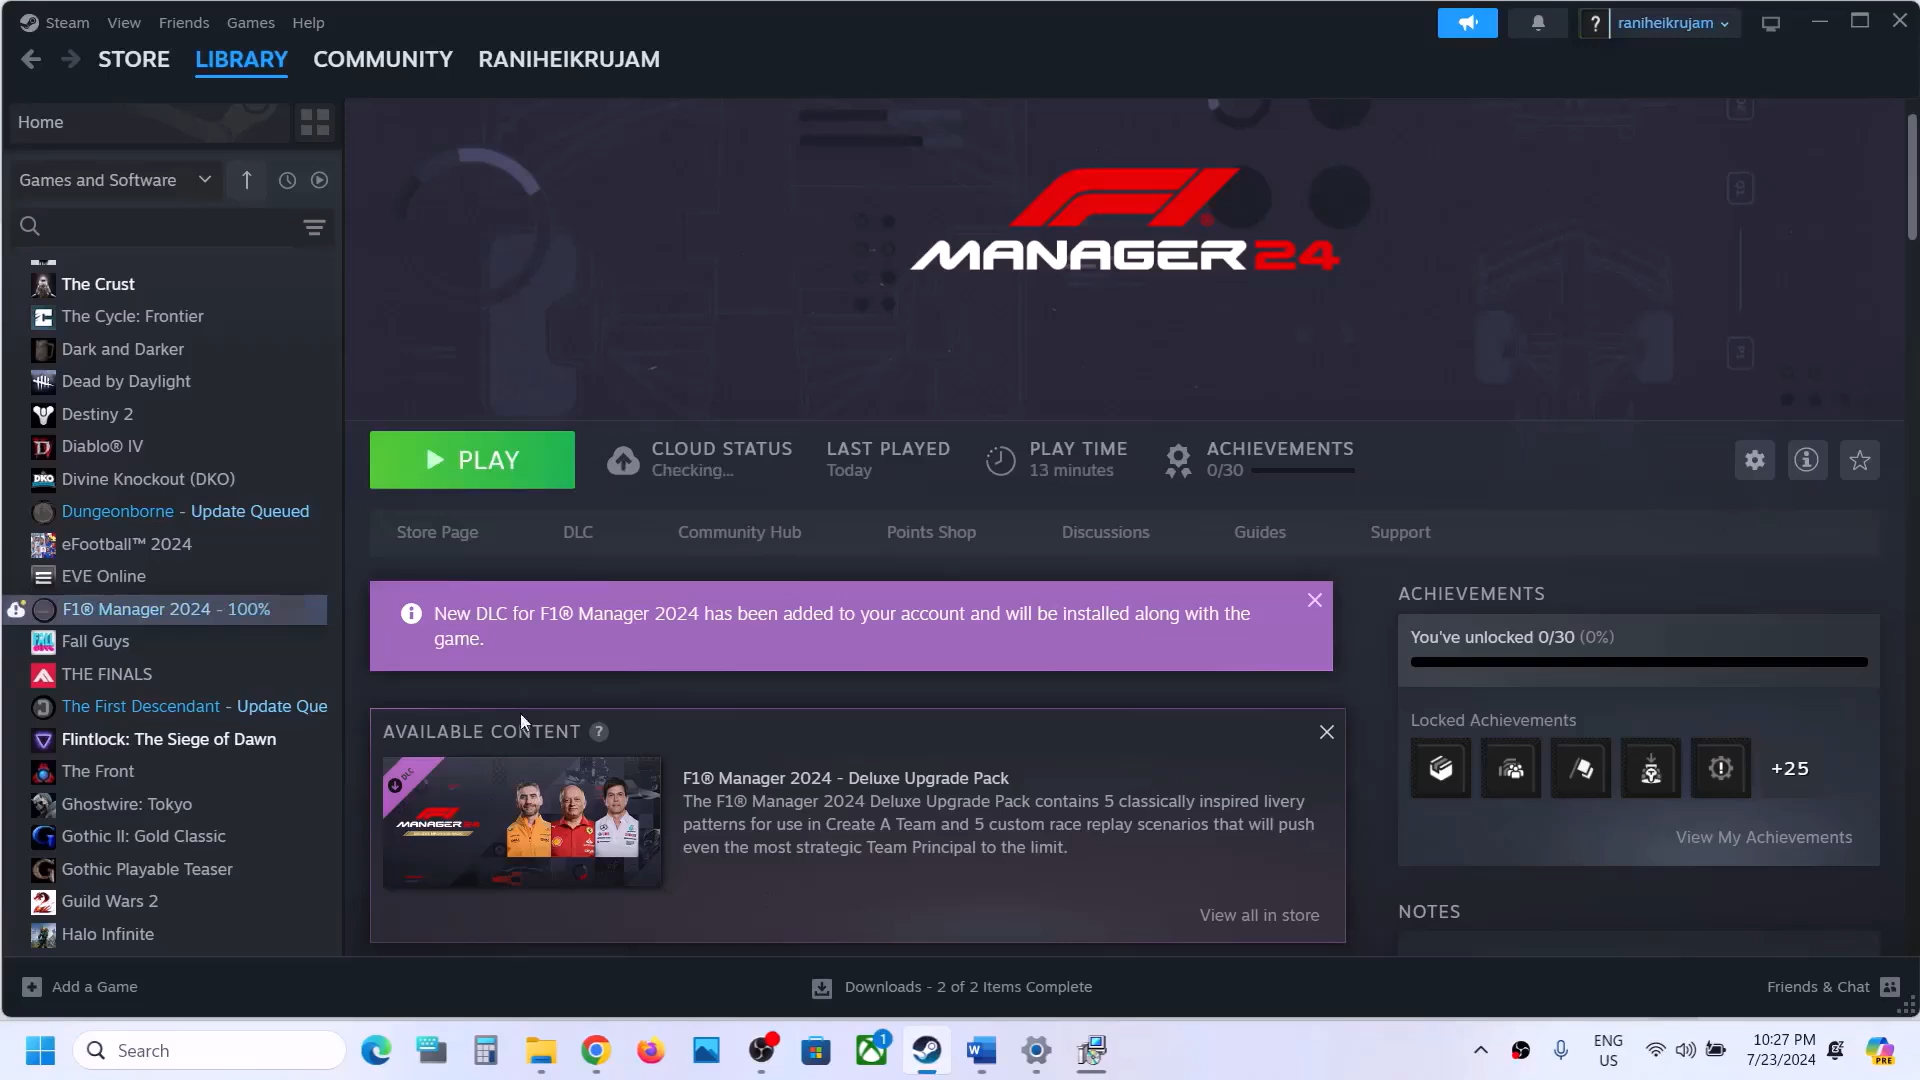 Steam View Friends Games Help
? raniheikrujam
STORE LIBRARY COMMUNITY RANIHEIKRUJAM
Home
Games and Software
The Crust
The Cycle: Frontier
Dark and Darker
Dead by Daylight
Destiny 2
Diablo® IV
Divine Knockout (DKO)
Dungeonborne - Update Queued
eFootball™ 2024
EVE Online
F1® Manager 2024 - 100%
Fall Guys
THE FINALS
The First Descendant - Update Que
Flintlock: The Siege of Dawn
The Front
Ghostwire: Tokyo
Gothic II: Gold Classic
Gothic Playable Teaser
Guild Wars 2
Halo Infinite
F1
MANAGER 24
PLAY
CLOUD STATUS
Checking...
LAST PLAYED
Today
PLAY TIME
13 minutes
ACHIEVEMENTS
0/30
Store Page DLC Community Hub Points Shop Discussions Guides Support
New DLC for F1® Manager 2024 has been added to your account and will be installed along with the
game.
AVAILABLE CONTENT ?
DLC
MANAGER 24
F1® Manager 2024 - Deluxe Upgrade Pack
The F1® Manager 2024 Deluxe Upgrade Pack contains 5 classically inspired livery
patterns for use in Create A Team and 5 custom race replay scenarios that will push
even the most strategic Team Principal to the limit.
View all in store
ACHIEVEMENTS
You've unlocked 0/30 (0%)
Locked Achievements
+25
View My Achievements
NOTES
Add a Game
Downloads - 2 of 2 Items Complete
Friends & Chat
Search
1
ENG
US
10:27 PM
7/23/2024
PRE